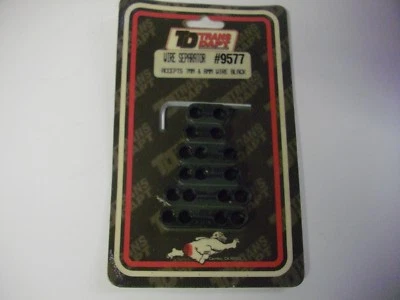 TD TRANS
DAPT
WIRE SEPARATOR #9577
ACCEPTS 7MM & 8MM WIRE BLACK